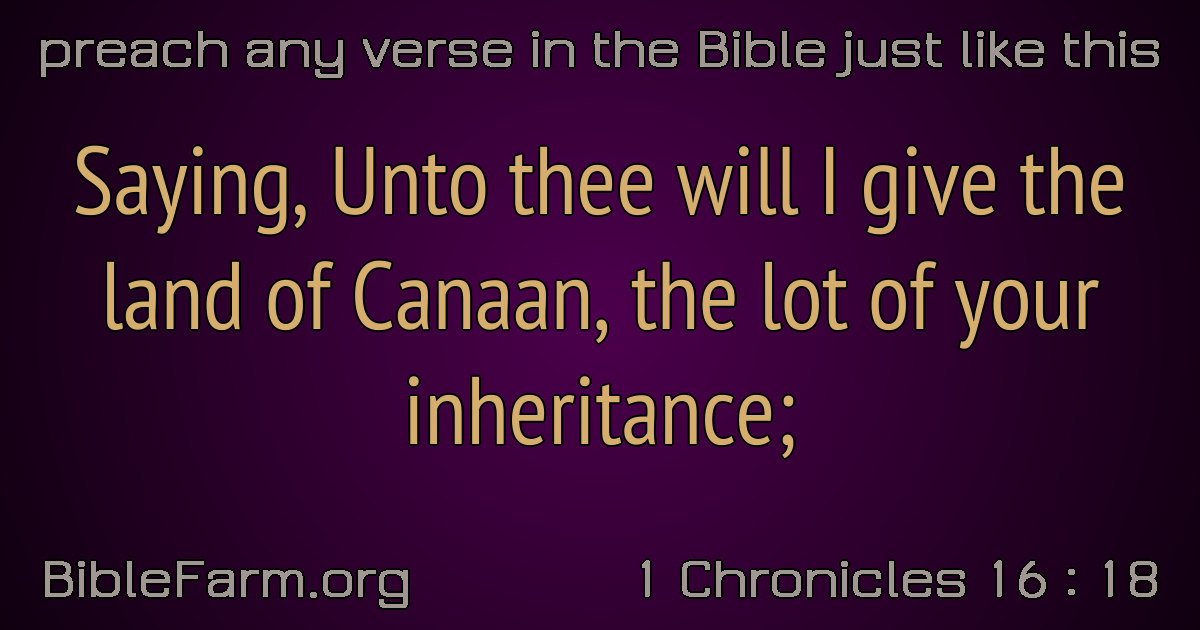 preach any verse in the Bible just like this
Saying, Unto thee will I give the
land of Canaan, the lot of your
inheritance;
BibleFarm.org
1 Chronicles 16 : 18